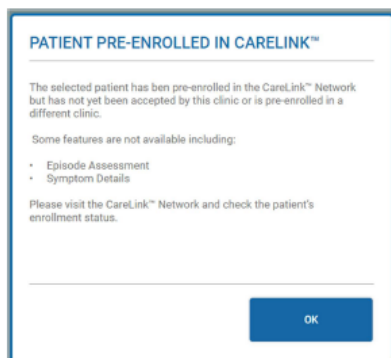 PATIENT PRE-ENROLLED IN CARELINK™
The selected patient has ben pre-enrolled in the CareLink™ Network
but has not yet been accepted by this clinic or is pre-enrolled in a
different clinic.
Some features are not available including:
• Episode Assessment
• Symptom Details
Please visit the CareLink™ Network and check the patient's
enrollment status.
OK